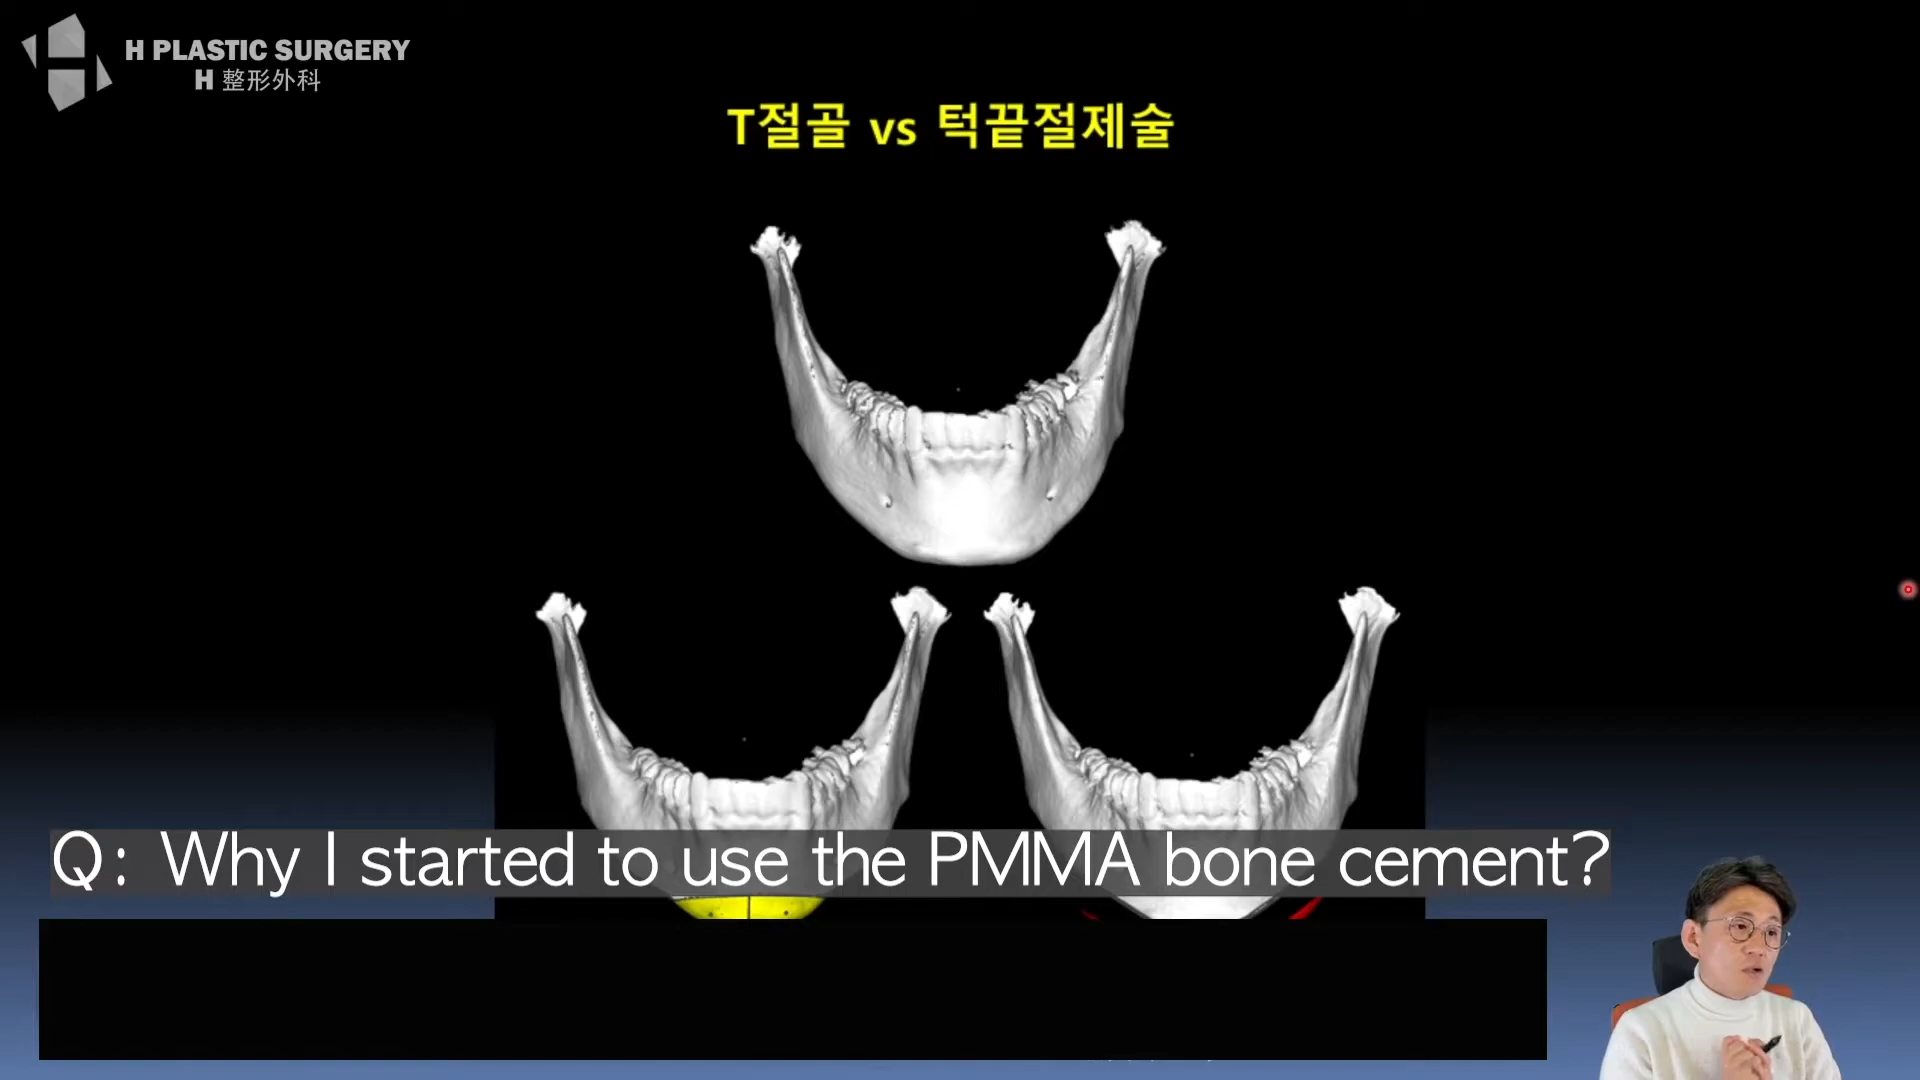 H PLASTIC SURGERY
H 整形外科
T절골 vs 턱끝절제술
Q: Why I started to use the PMMA bone cement?